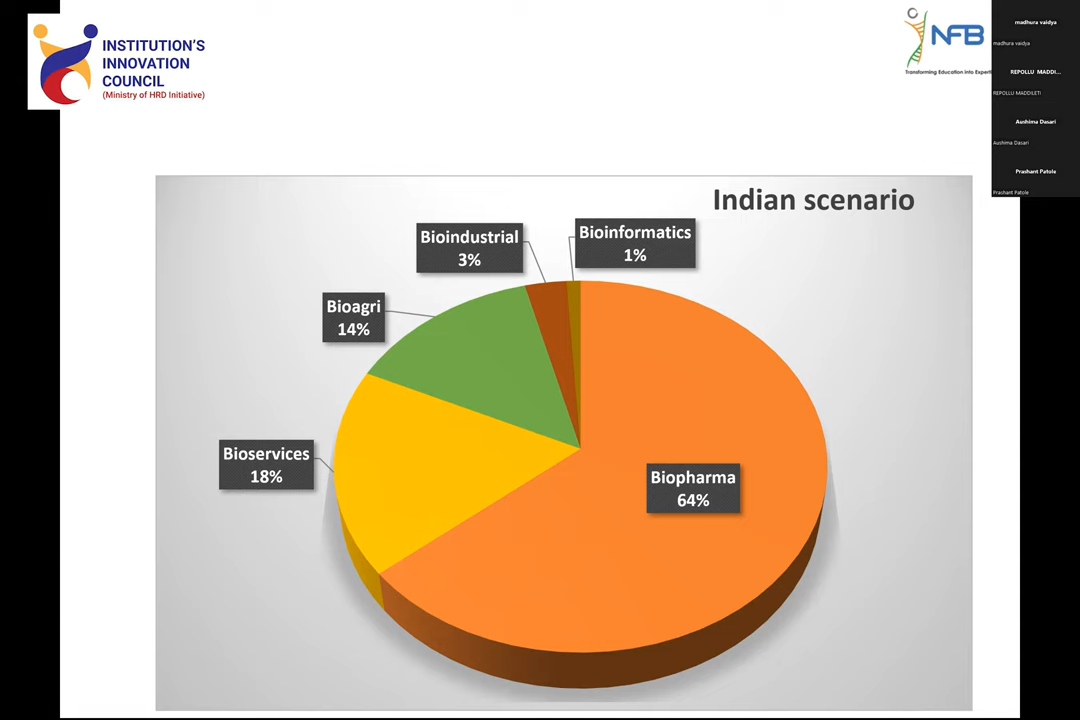 INSTITUTION'S
INNOVATION
COUNCIL
(Ministry of HRD Initiative)
NFB
Transforming Education into Experti
madhura vaidya
madhura vaidya
REPOLLU MADDI...
REPOLLU MADDILETI
Aushima Dasari
Aushima Dasari
Prashant Patole
Prashant Patole
Indian scenario
Bioindustrial
3%
Bioinformatics
1%
Bioagri
14%
Bioservices
18%
Biopharma
64%